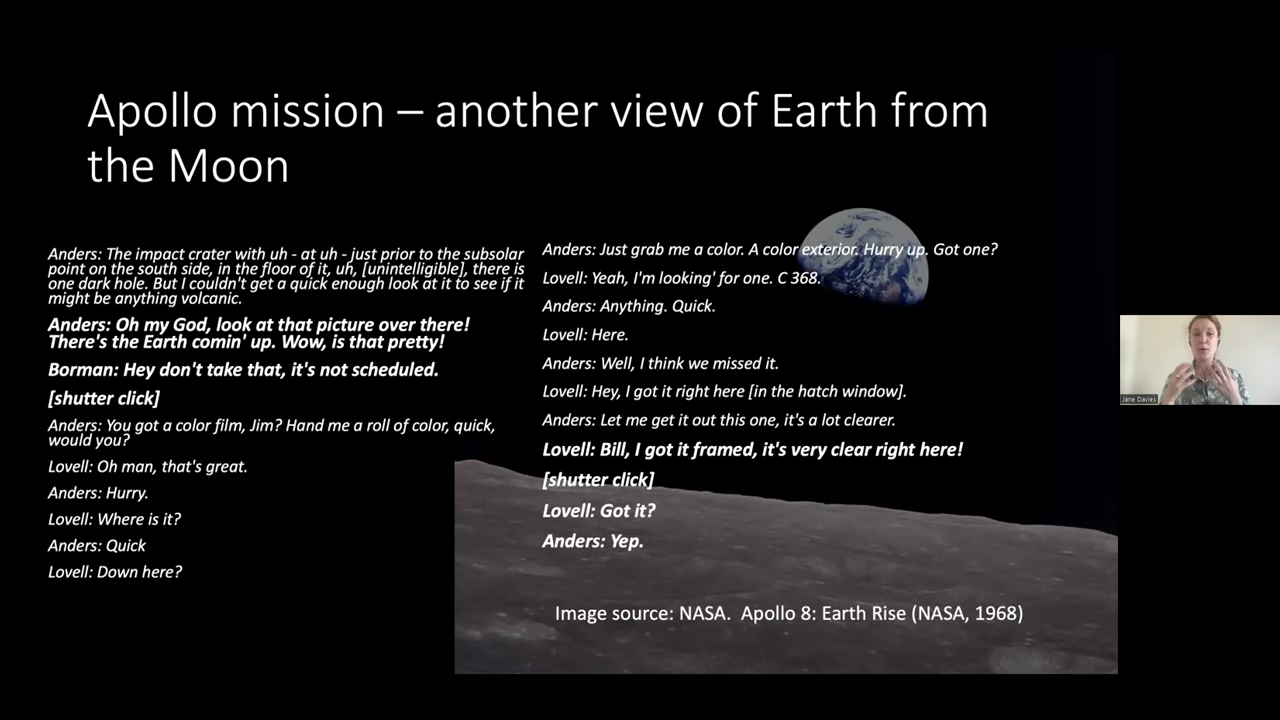 Apollo mission – another view of Earth from
the Moon
Anders: The impact crater with uh - at uh - just prior to the subsolar
point on the south side, in the floor of it, uh, [unintelligible], there is
one dark hole. But I couldn't get a quick enough look at it to see if it
might be anything volcanic.
Anders: Oh my God, look at that picture over there!
There's the Earth comin' up. Wow, is that pretty!
Borman: Hey don't take that, it's not scheduled.
[shutter click]
Anders: You got a color film, Jim? Hand me a roll of color, quick,
would you?
Lovell: Oh man, that's great.
Anders: Hurry.
Lovell: Where is it?
Anders: Quick
Lovell: Down here?
Anders: Just grab me a color. A color exterior. Hurry up. Got one?
Lovell: Yeah, I'm looking' for one. C 368.
Anders: Anything. Quick.
Lovell: Here.
Anders: Well, I think we missed it.
Lovell: Hey, I got it right here [in the hatch window].
Anders: Let me get it out this one, it's a lot clearer.
Lovell: Bill, I got it framed, it's very clear right here!
[shutter click]
Lovell: Got it?
Anders: Yep.
Image source: NASA.  Apollo 8: Earth Rise (NASA, 1968)
Jane Davies